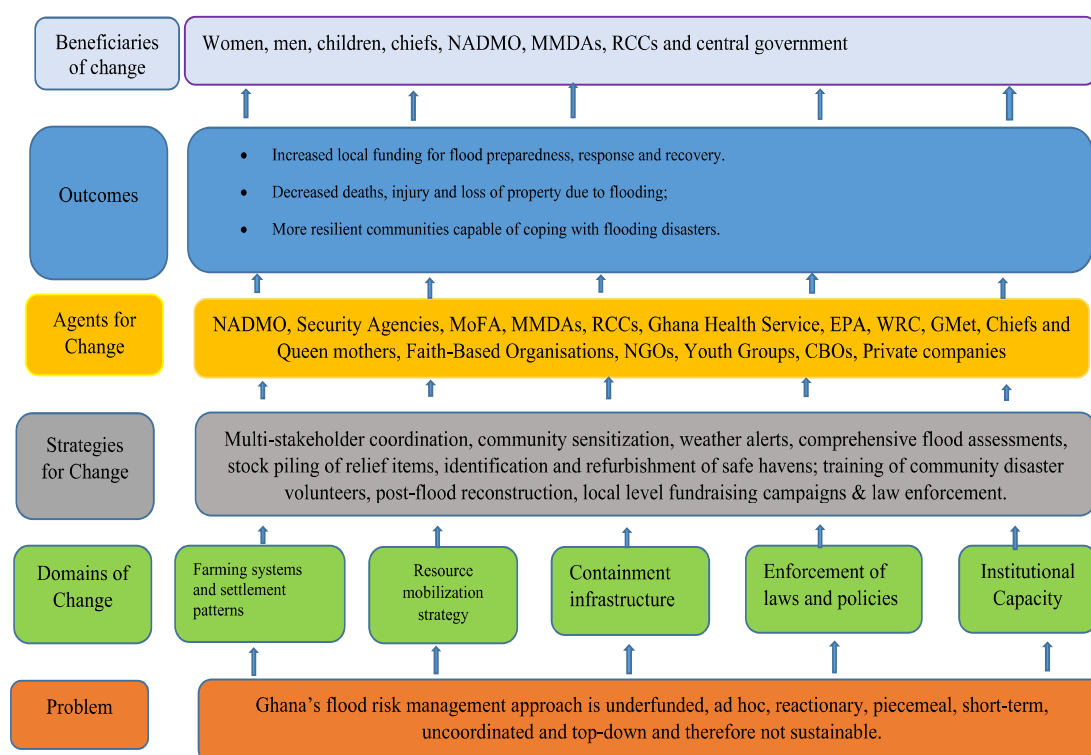 Beneficiaries
of change
Women, men, children, chiefs, NADMO, MMDAs, RCCs and central government
Outcomes
• Increased local funding for flood preparedness, response and recovery.
• Decreased deaths, injury and loss of property due to flooding;
• More resilient communities capable of coping with flooding disasters.
Agents for
Change
NADMO, Security Agencies, MoFA, MMDAs, RCCs, Ghana Health Service, EPA, WRC, GMet, Chiefs and
Queen mothers, Faith-Based Organisations, NGOs, Youth Groups, CBOs, Private companies
Strategies
for Change
Multi-stakeholder coordination, community sensitization, weather alerts, comprehensive flood assessments,
stock piling of relief items, identification and refurbishment of safe havens; training of community disaster
volunteers, post-flood reconstruction, local level fundraising campaigns & law enforcement.
Domains of
Change
Farming systems
and settlement
patterns
Resource
mobilization
strategy
Containment
infrastructure
Enforcement of
laws and policies
Institutional
Capacity
Problem
Ghana's flood risk management approach is underfunded, ad hoc, reactionary, piecemeal, short-term,
uncoordinated and top-down and therefore not sustainable.